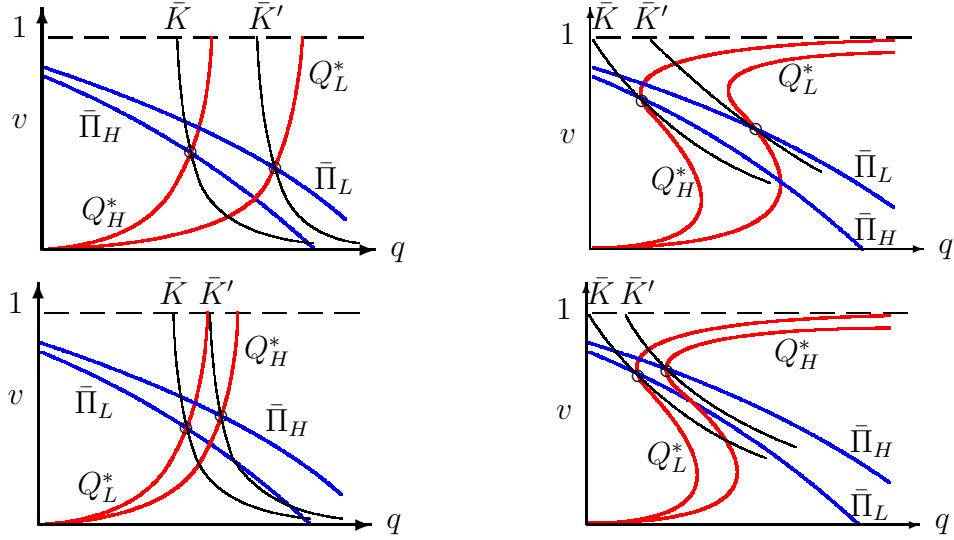 1 K̄ K̄′
Q*_L
v Π̄_H
Π̄_L
Q*_H
q
1 K̄ K̄′
Q*_L
v
Q*_H Π̄_L
Π̄_H
q
1 K̄ K̄′
Q*_H
v Π̄_L Π̄_H
Q*_L
q
1 K̄ K̄′
Q*_H
v
Q*_L Π̄_H
Π̄_L
q